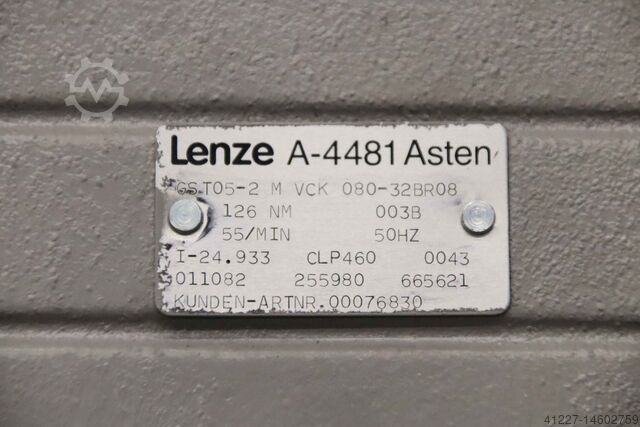 Lenze A-4481 Asten
GST05-2 M VCK 080-32BR08
126 NM 003B
55/MIN 50HZ
I-24.933 CLP460 0043
011082 255980 665621
KUNDEN-ARTNR.00076830
41227-14602759